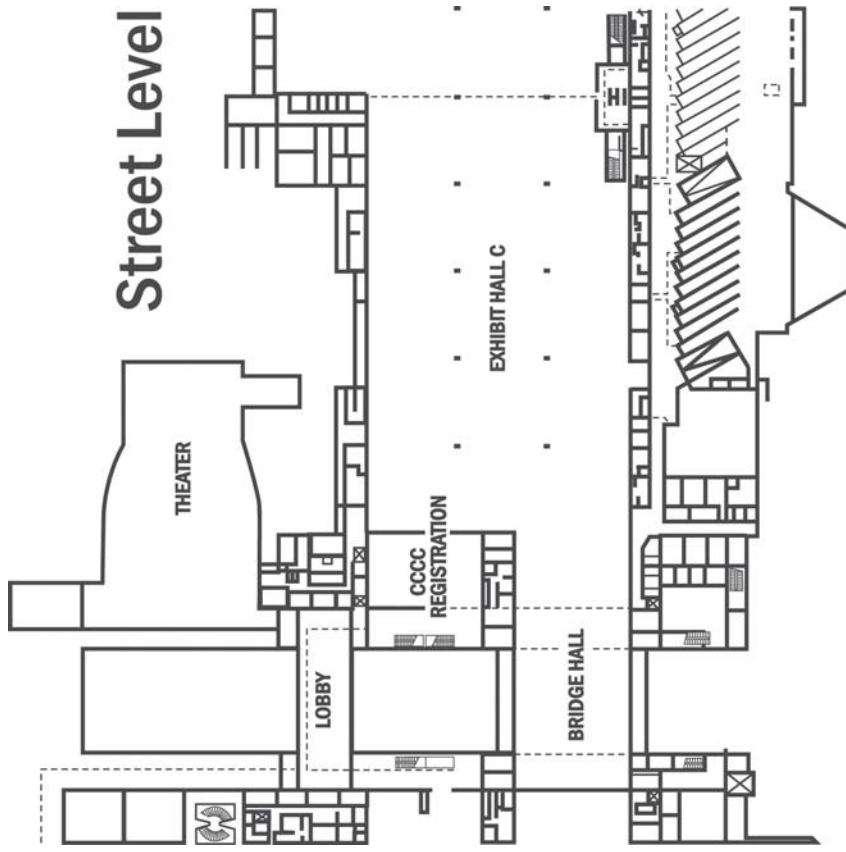 Street Level
EXHIBIT HALL C
THEATER
CCCC
REGISTRATION
LOBBY
BRIDGE HALL